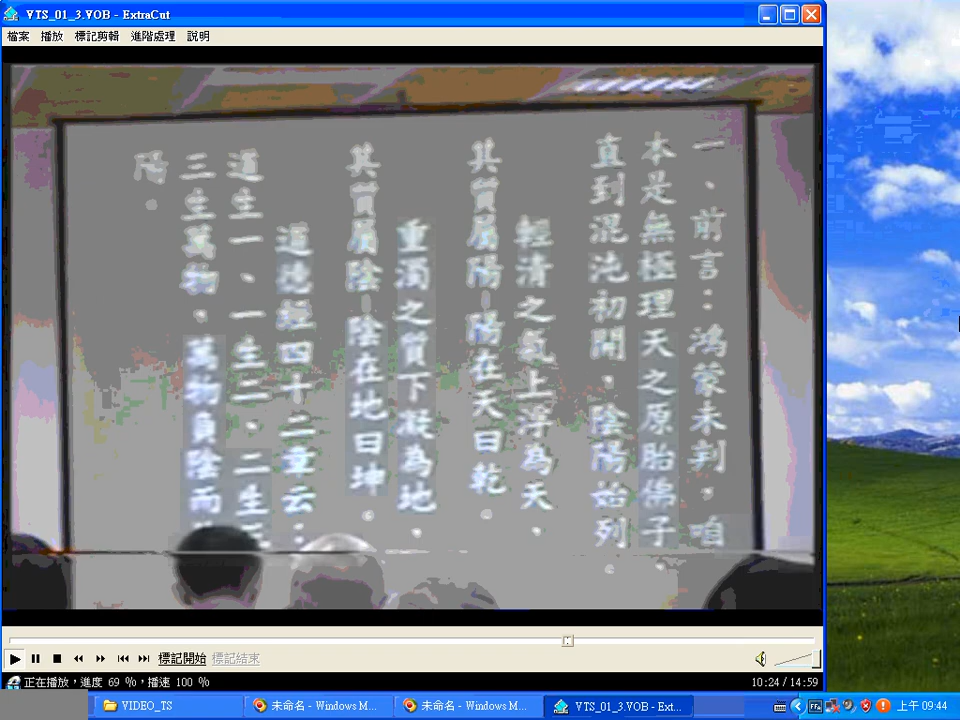 VTS_01_3.VOB - ExtraCut
檔案 播放 標記剪輯 進階處理 說明
一、前言：鴻蒙未判，咱
本是無極理天之原胎佛子
直到混沌初開，陰陽始列
輕清之氣上浮為天，
其質屬陽—陽在天曰乾。
重濁之質下凝為地，
其質屬陰—陰在地曰坤。
道德經四十二章云：
道生一、一生二，二生三
三生萬物，萬物負陰而
陽。
標記開始 標記結束
正在播放，進度 69 %，播速 100 %
10:24 / 14:59
VIDEO_TS
未命名 - Windows M...
未命名 - Windows M...
VTS_01_3.VOB - Ext...
上午 09:44